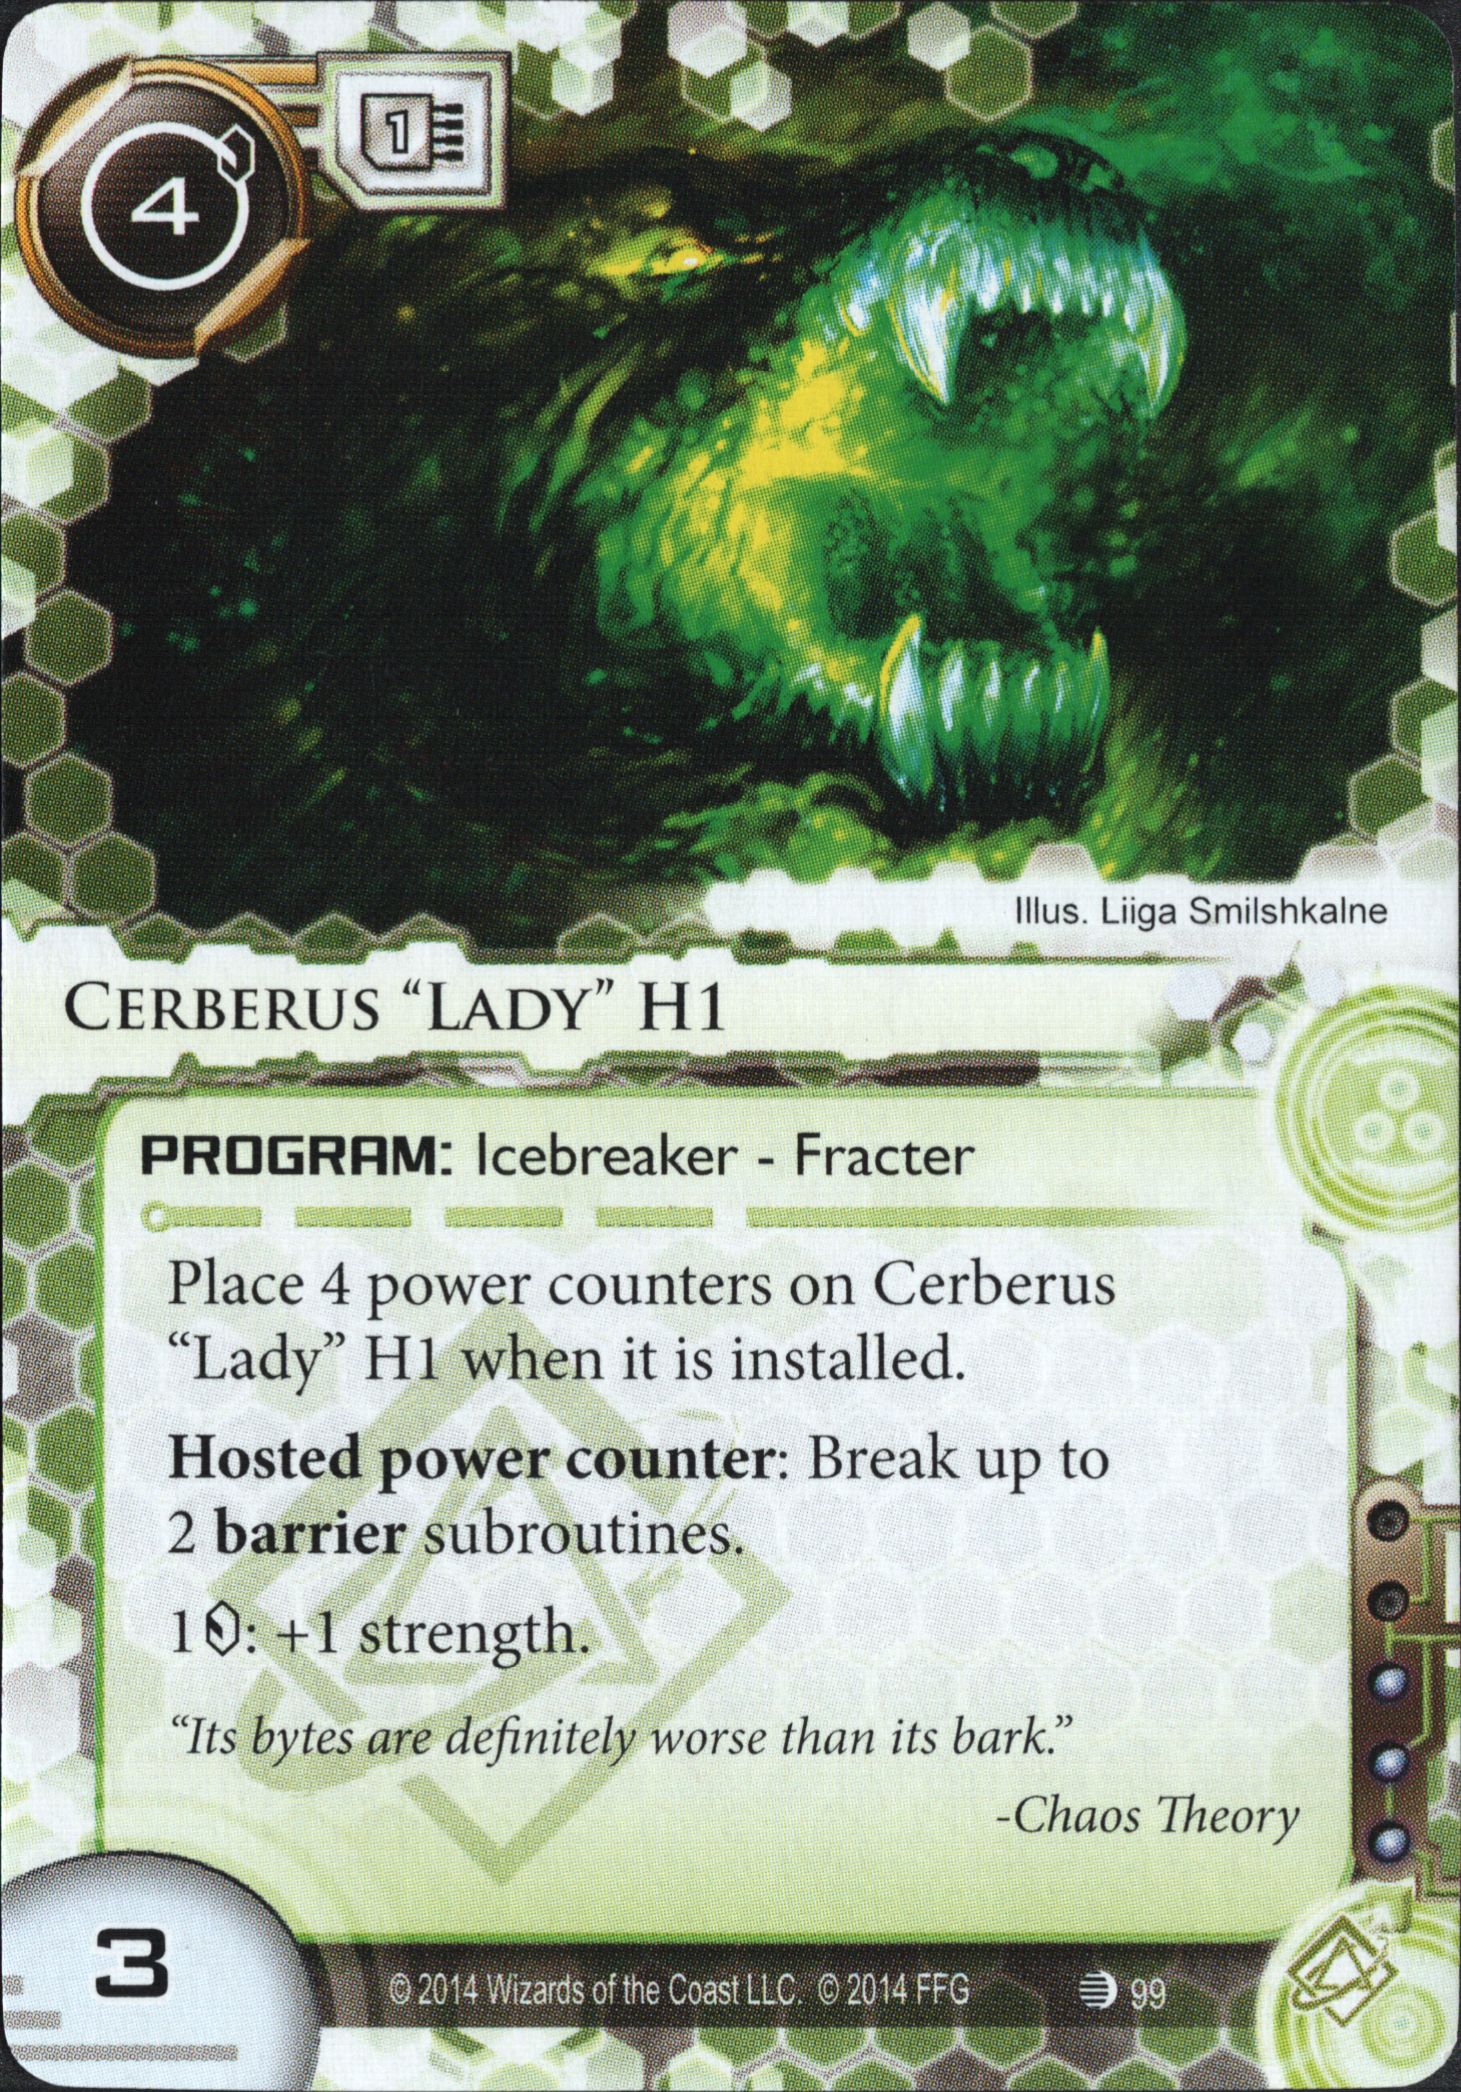 4
1
Illus. Liiga Smilshkalne
CERBERUS “LADY” H1
PROGRAM: Icebreaker - Fracter
Place 4 power counters on Cerberus
“Lady” H1 when it is installed.
Hosted power counter: Break up to
2 barrier subroutines.
1: +1 strength.
“Its bytes are definitely worse than its bark.”
-Chaos Theory
3
© 2014 Wizards of the Coast LLC. © 2014 FFG
99